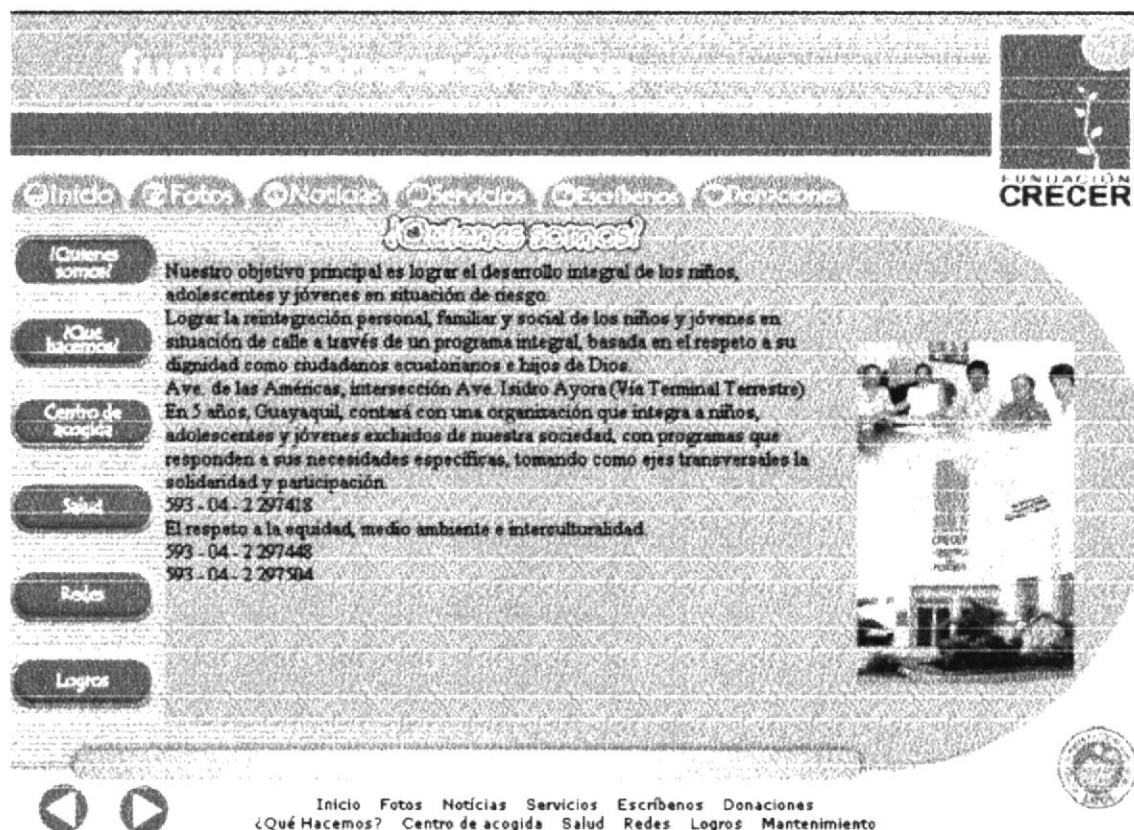 fundacioncrecer.org
FUNDACIÓN
CRECER
Inicio Fotos Noticias Servicios Escríbenos Donaciones
¿Quienes somos?
¿Quienes
somos?
¿Qué
hacemos?
Centro de
acogida
Salud
Redes
Logros
Nuestro objetivo principal es lograr el desarrollo integral de los niños,
adolescentes y jóvenes en situación de riesgo.
Lograr la reintegración personal, familiar y social de los niños y jóvenes en
situación de calle a través de un programa integral, basada en el respeto a su
dignidad como ciudadanos ecuatorianos e hijos de Dios.
Ave. de las Américas, intersección Ave. Isidro Ayora (Vía Terminal Terrestre)
En 5 años, Guayaquil, contará con una organización que integra a niños,
adolescentes y jóvenes excluidos de nuestra sociedad, con programas que
responden a sus necesidades específicas, tomando como ejes transversales la
solidaridad y participación.
593 - 04 - 2 297418
El respeto a la equidad, medio ambiente e interculturalidad.
593 - 04 - 2 297448
593 - 04 - 2 297504
CRECER
Inicio Fotos Notícias Servicios Escríbenos Donaciones
¿Qué Hacemos? Centro de acogida Salud Redes Logros Mantenimiento